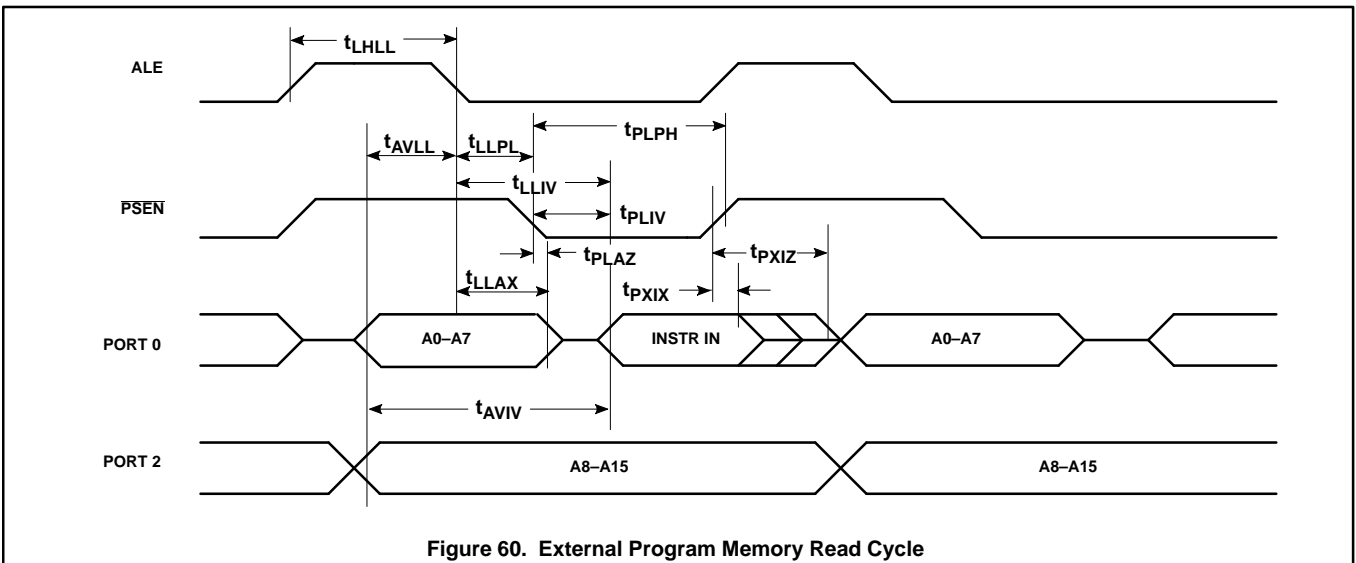 tLHLL
ALE
tPLPH
tAVLL
tLLPL
tLLIV
PSEN
tPLIV
tPLAZ
tPXIZ
tLLAX
tPXIX
PORT 0
A0–A7
INSTR IN
A0–A7
tAVIV
PORT 2
A8–A15
A8–A15
Figure 60. External Program Memory Read Cycle